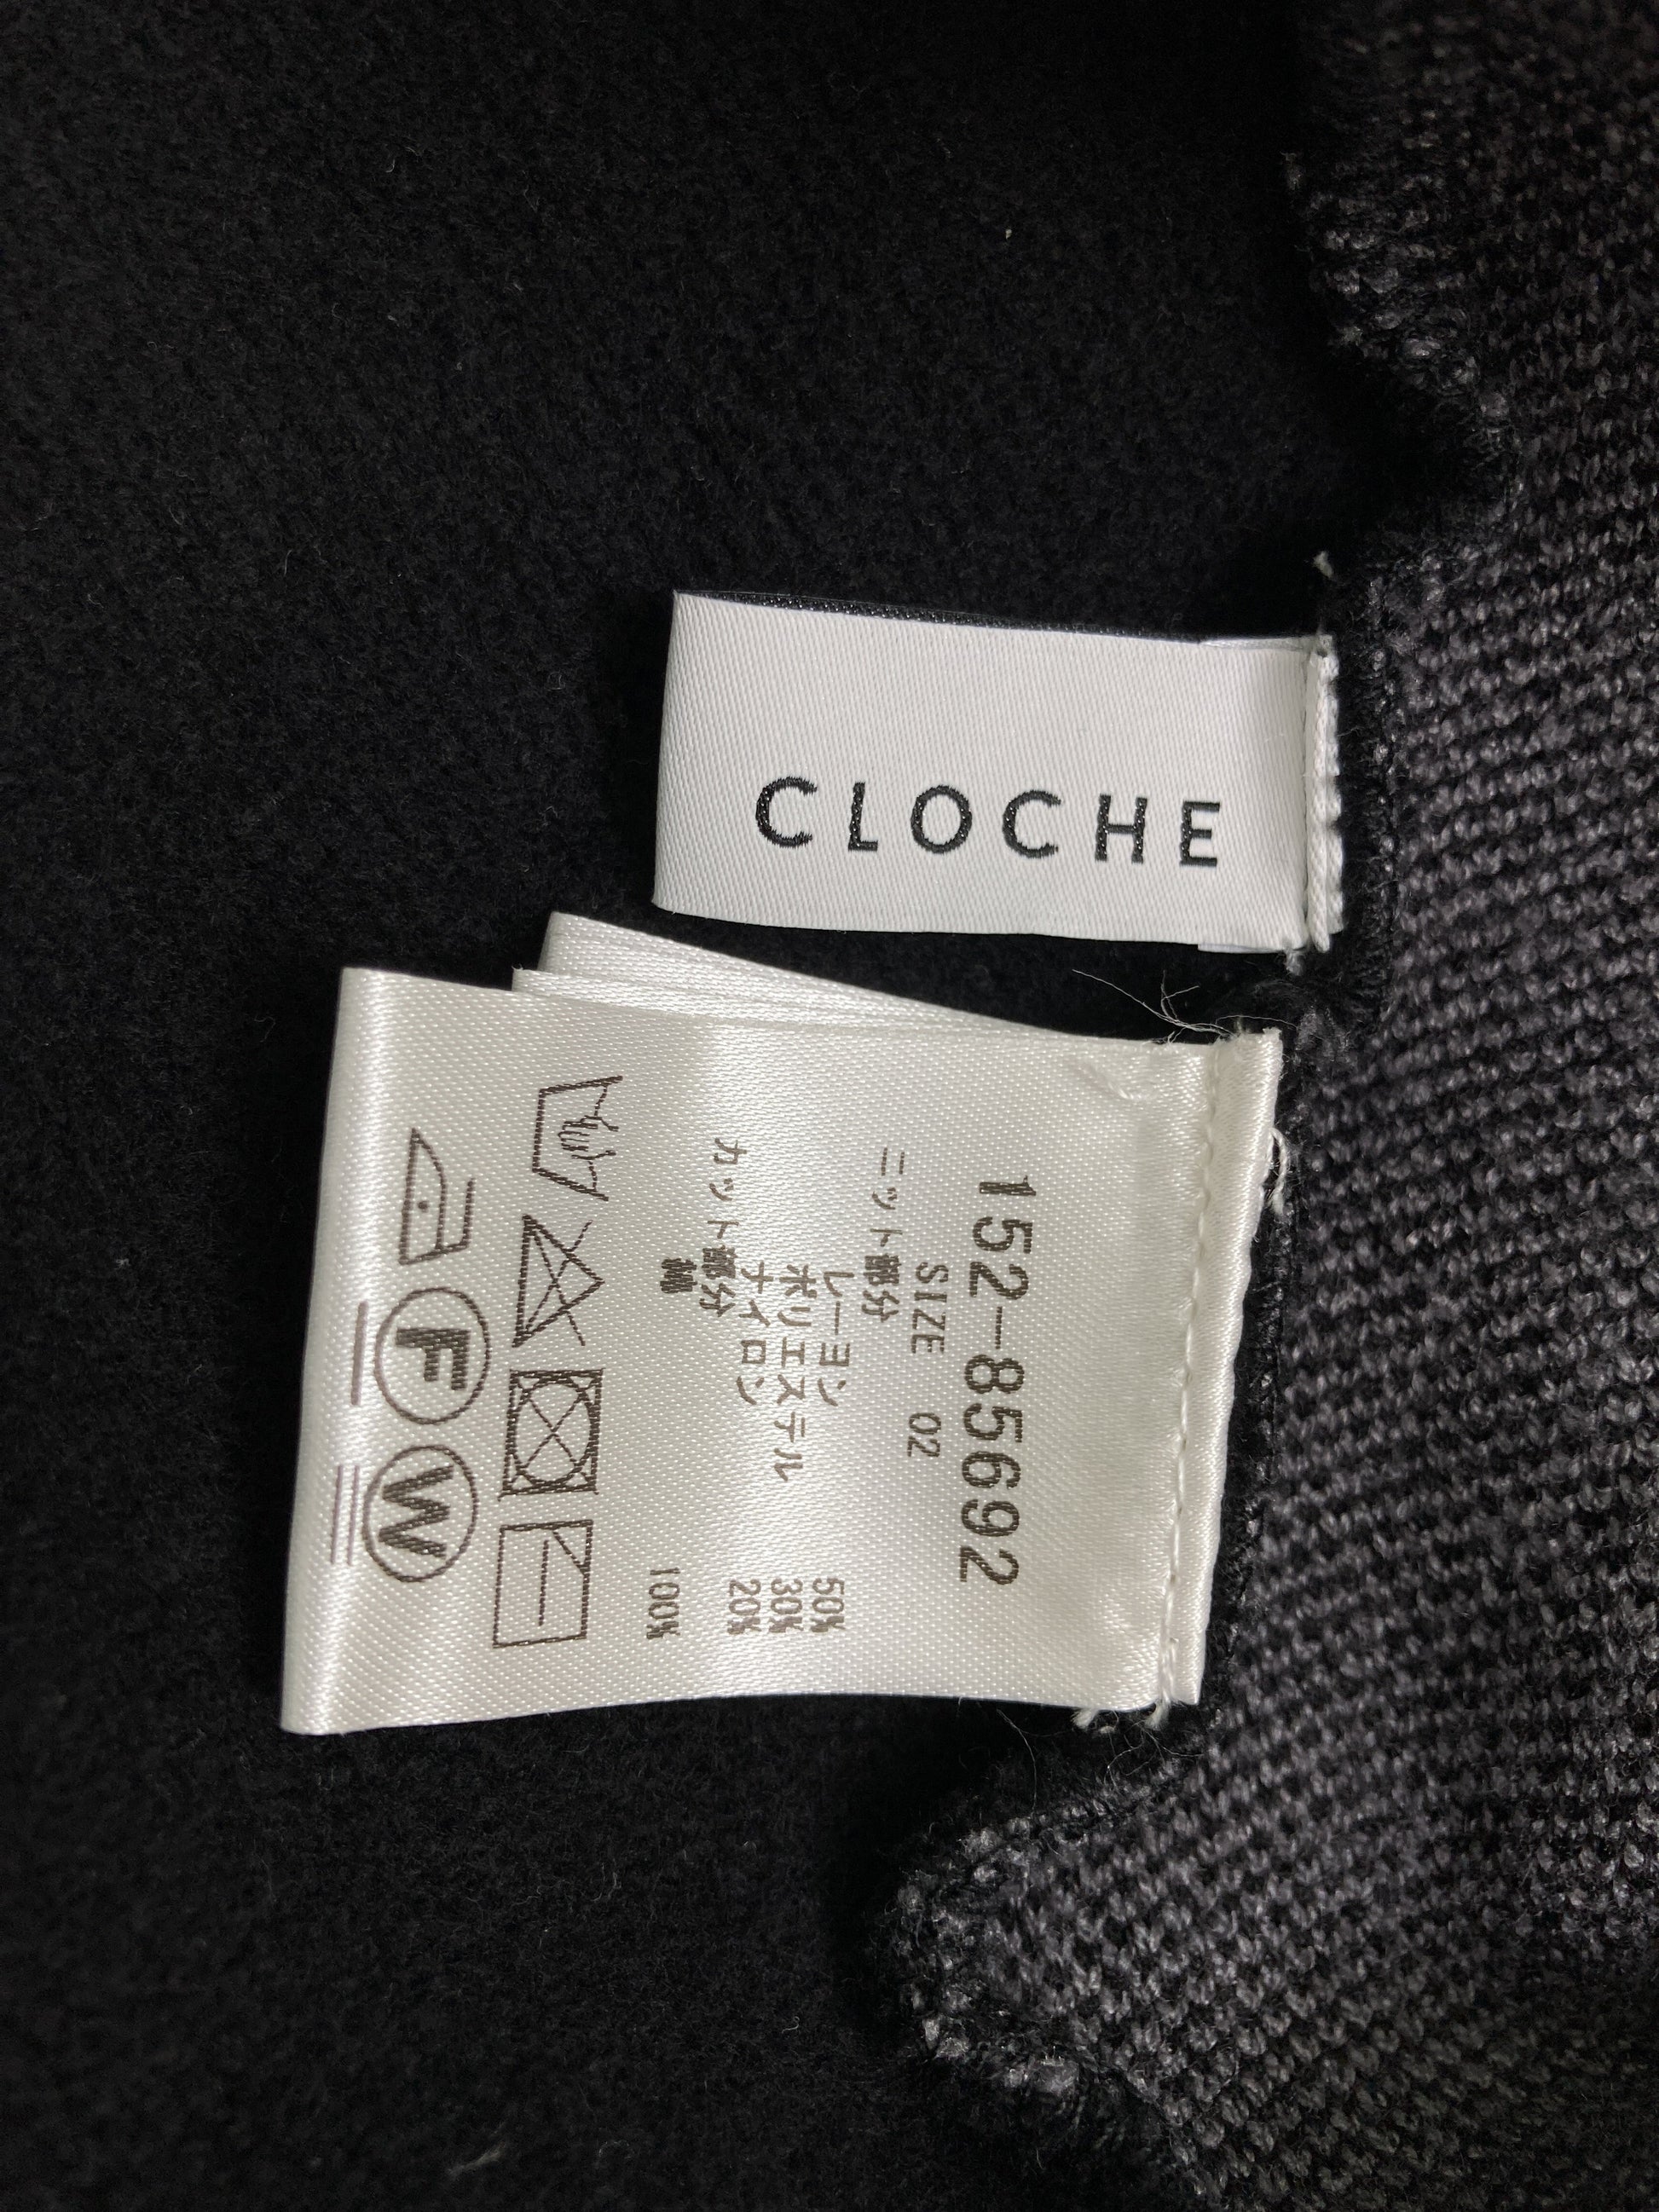 CLOCHE
152-85692
SIZE 02
ニット部分
レーヨン 50%
ポリエステル 30%
ナイロン 20%
カット部分
綿 100%
F
W